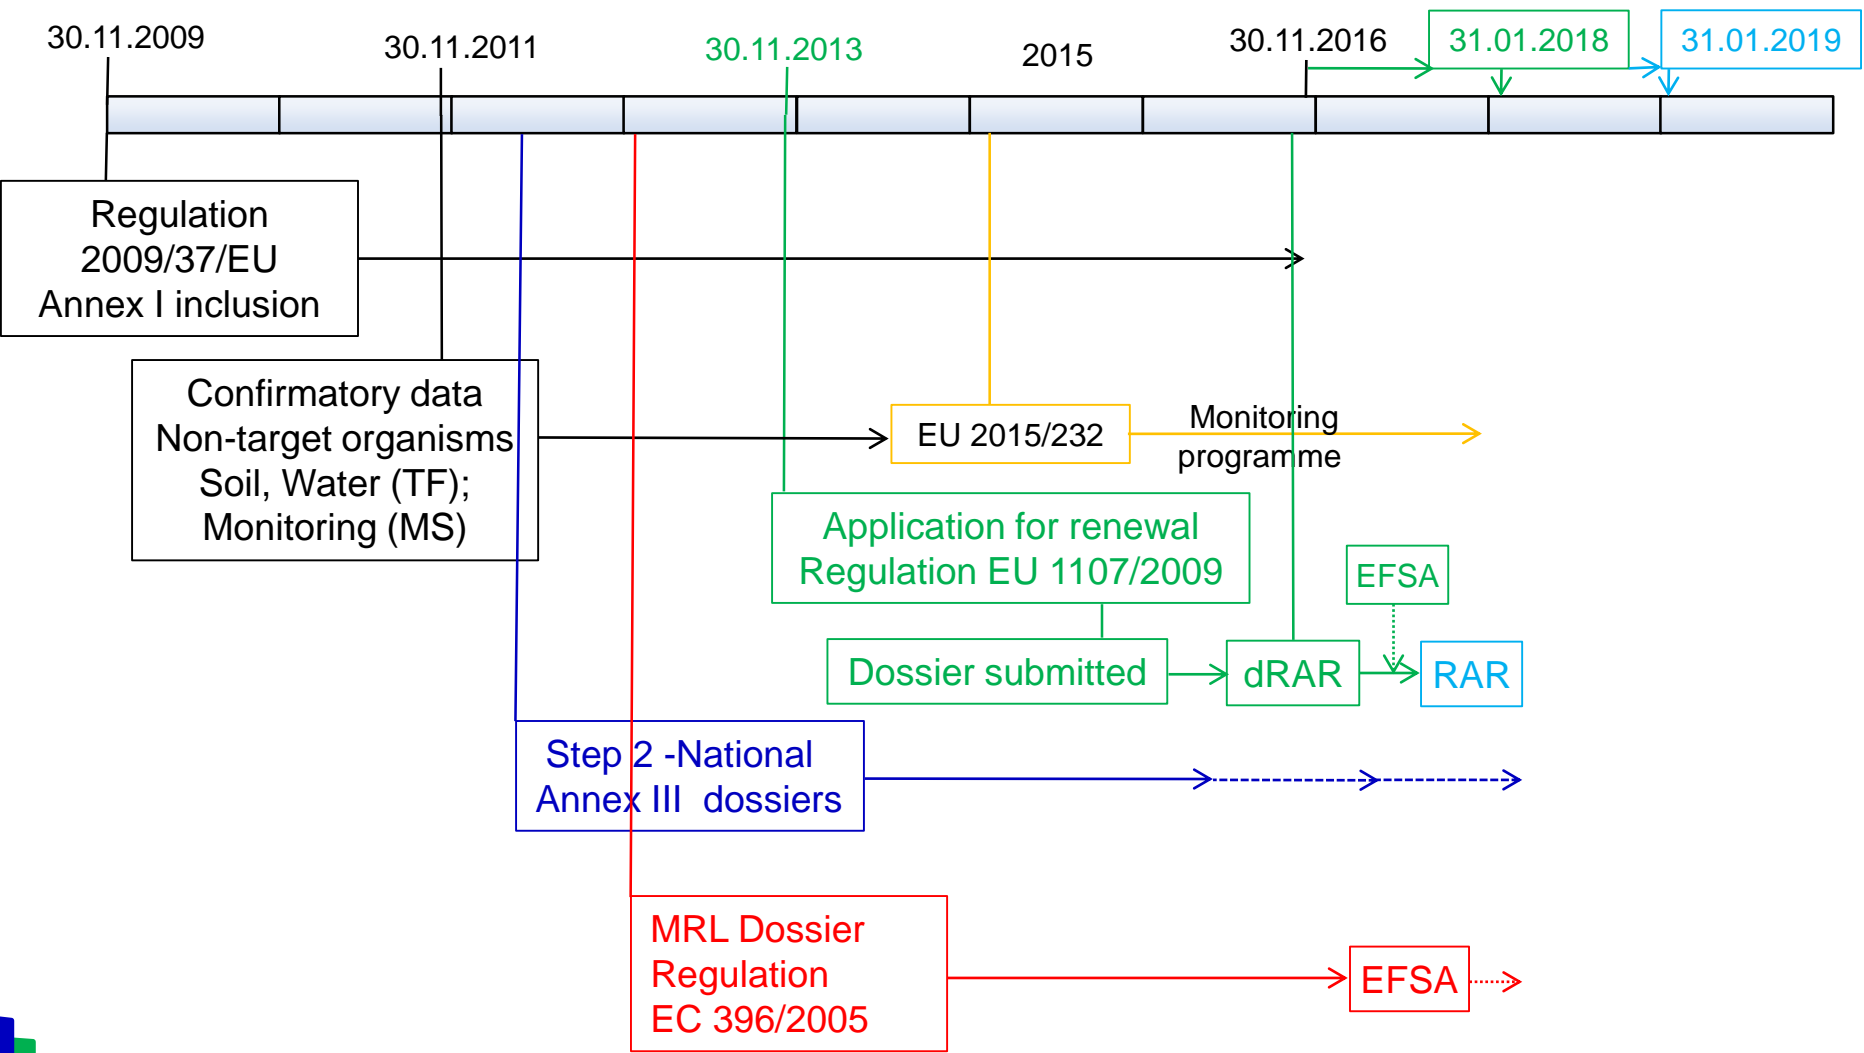 30.11.2009
30.11.2011
30.11.2013
2015
30.11.2016
31.01.2018
31.01.2019
Regulation
2009/37/EU
Annex I inclusion
Confirmatory data
Non-target organisms
Soil, Water (TF);
Monitoring (MS)
EU 2015/232
Monitoring
programme
Application for renewal
Regulation EU 1107/2009
EFSA
Dossier submitted
dRAR
RAR
Step 2 -National
Annex III dossiers
MRL Dossier
Regulation
EC 396/2005
EFSA